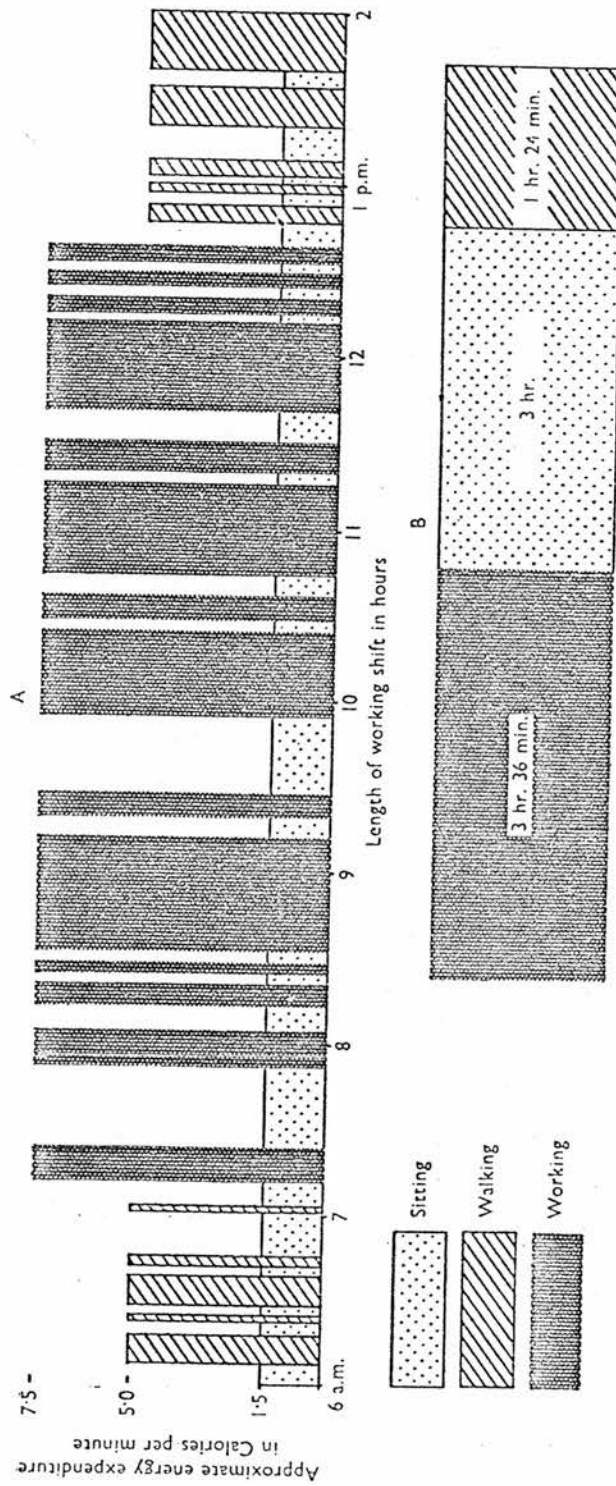 A
Approximate energy expenditure
in Calories per minute
7·5
5·0
1·5
6 a.m.
7
8
9
10
11
12
1 p.m.
2
Length of working shift in hours
B
3 hr. 36 min.
3 hr.
1 hr. 24 min.
Sitting
Walking
Working